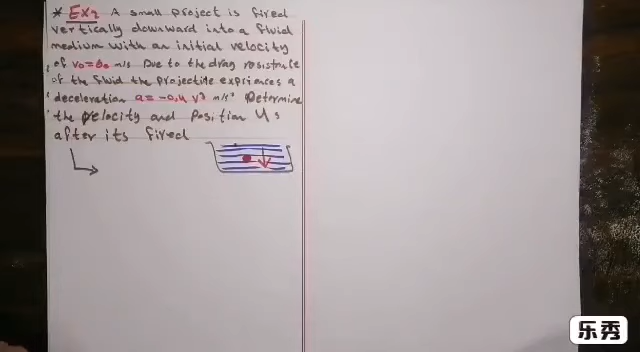 * Ex2 A small project is fired
vertically downward into a fluid
medium with an initial velocity
of v0=60 m/s Due to the drag resistance
of the fluid the projectile expriences a
deceleration a= -0,4 v³ m/s² Determine
the velocity and Position 4s
after its fired
乐秀